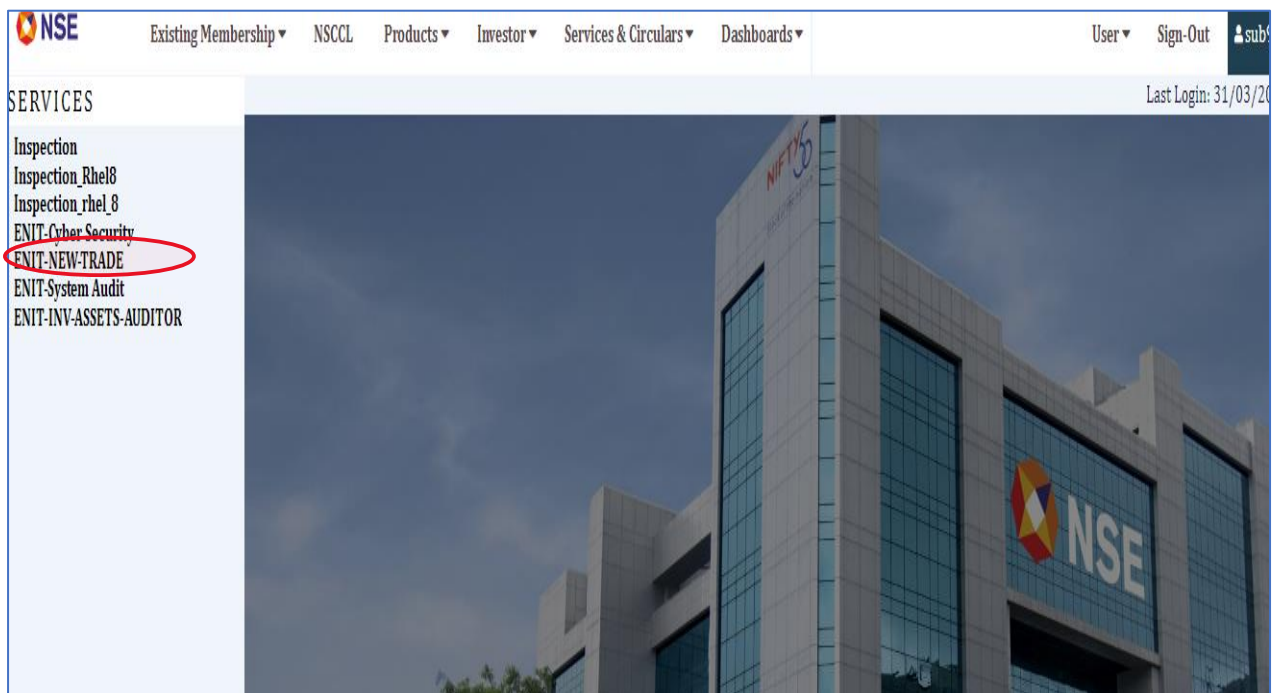 NSE
Existing Membership ▾ NSCCL Products ▾ Investor ▾ Services & Circulars ▾ Dashboards ▾ User ▾ Sign-Out
SERVICES
Last Login: 31/03/20
Inspection
Inspection_Rhel8
Inspection_rhel_8
ENIT-Cyber Security
ENIT-NEW-TRADE
ENIT-System Audit
ENIT-INV-ASSETS-AUDITOR
NIFTY50
NSE